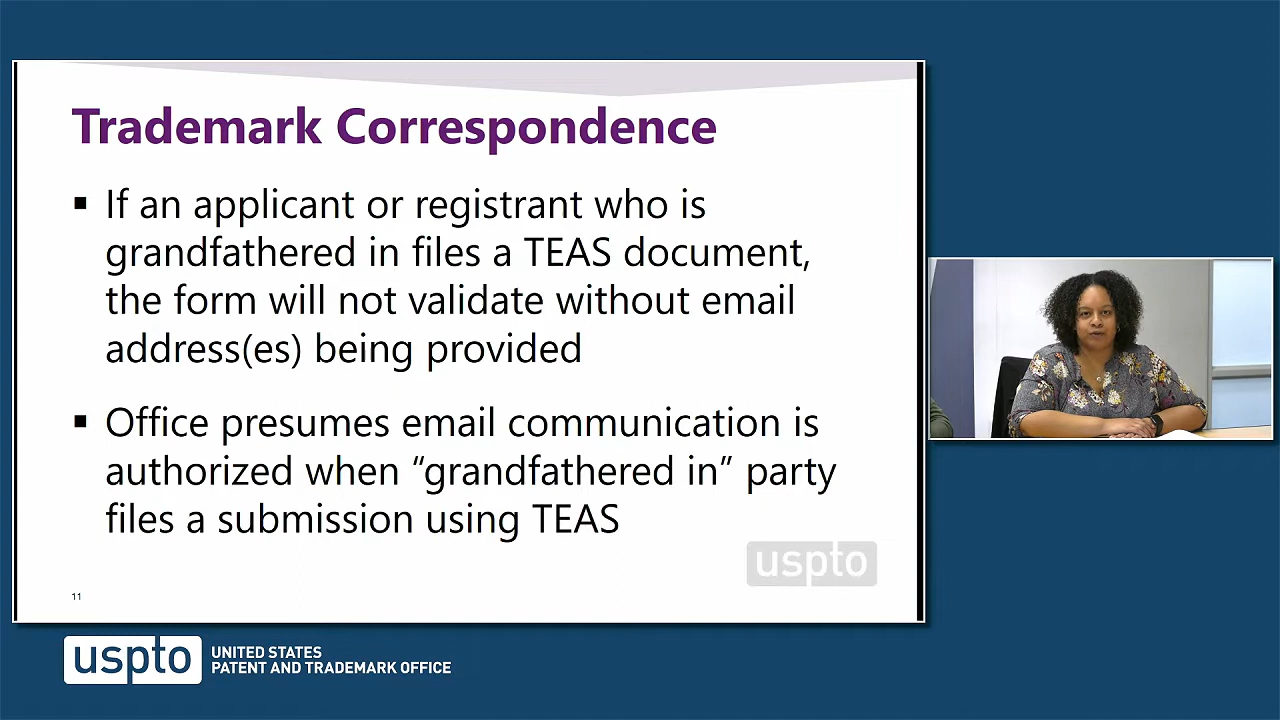 Trademark Correspondence
▪ If an applicant or registrant who is
grandfathered in files a TEAS document,
the form will not validate without email
address(es) being provided
▪ Office presumes email communication is
authorized when “grandfathered in” party
files a submission using TEAS
uspto
11
uspto
UNITED STATES
PATENT AND TRADEMARK OFFICE